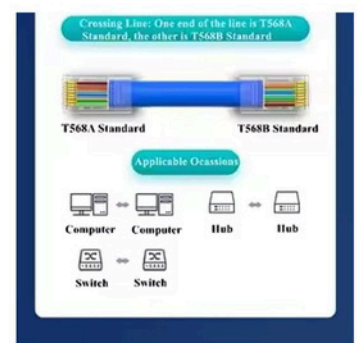 Crossing Line: One end of the line is T568A
Standard, the other is T568B Standard
T568A Standard
T568B Standard
Applicable Ocassions
Computer
Computer
Hub
Hub
Switch
Switch